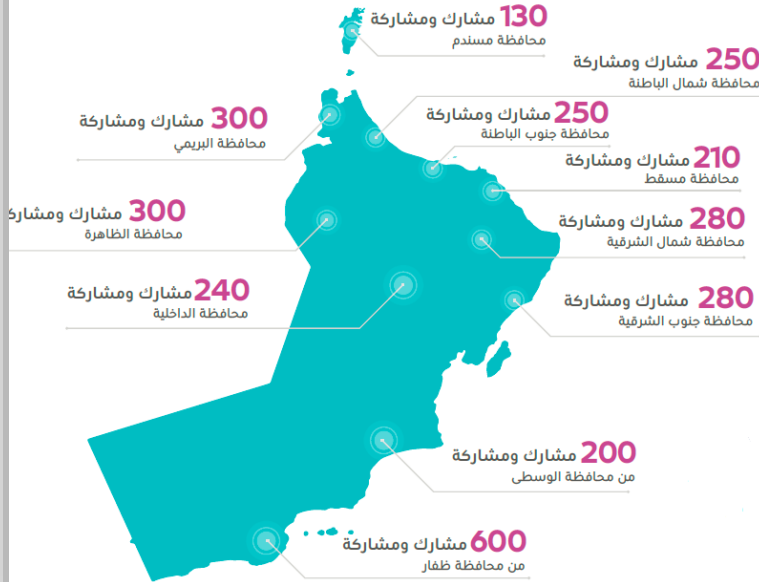 130 مشارك ومشاركة
محافظة مسندم
250 مشارك ومشاركة
محافظة شمال الباطنة
250 مشارك ومشاركة
محافظة جنوب الباطنة
300 مشارك ومشاركة
محافظة البريمي
210 مشارك ومشاركة
محافظة مسقط
300 مشارك ومشارك
محافظة الظاهرة
280 مشارك ومشاركة
محافظة شمال الشرقية
240 مشارك ومشاركة
محافظة الداخلية
280 مشارك ومشاركة
محافظة جنوب الشرقية
200 مشارك ومشاركة
من محافظة الوسطى
600 مشارك ومشاركة
من محافظة ظفار